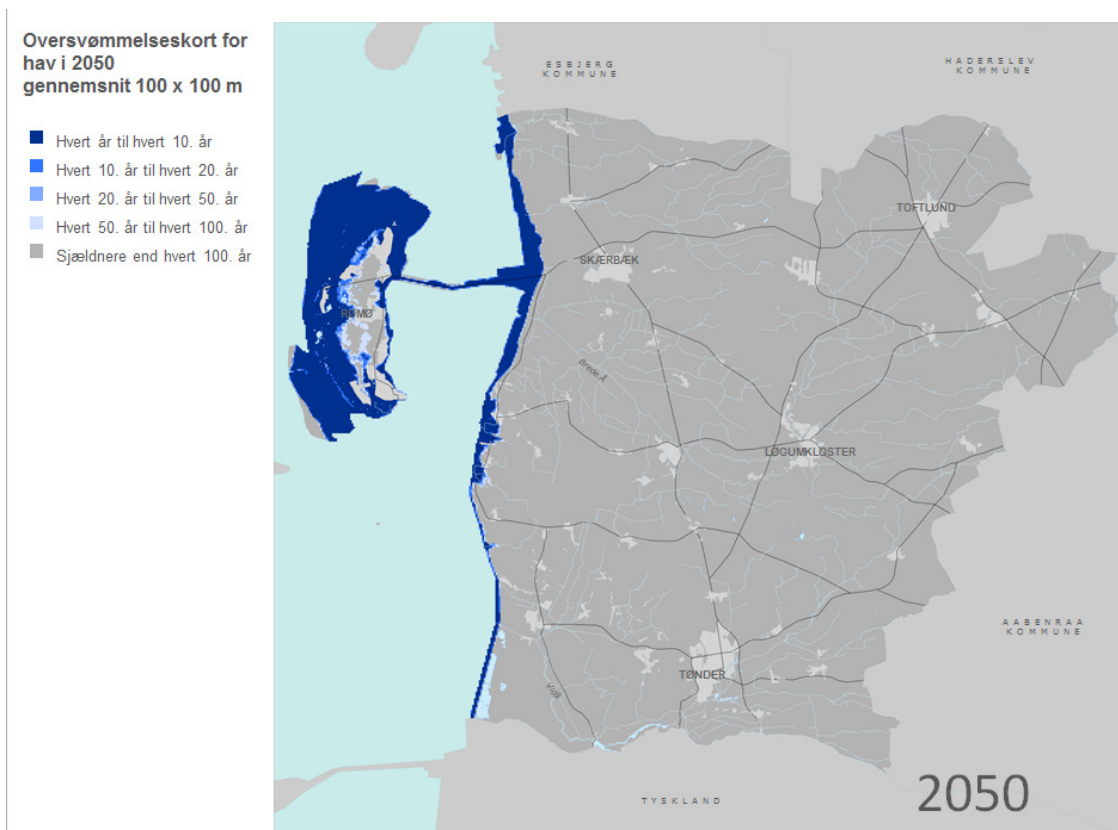 Oversvømmelseskort for
hav i 2050
gennemsnit 100 x 100 m
Hvert år til hvert 10. år
Hvert 10. år til hvert 20. år
Hvert 20. år til hvert 50. år
Hvert 50. år til hvert 100. år
Sjældnere end hvert 100. år
ESBJERG
KOMMUNE
HADERSLEV
KOMMUNE
TOFTLUND
SKÆRBÆK
RØMØ
Brede Å
LØGUMKLOSTER
AABENRAA
KOMMUNE
TØNDER
Vidå
TYSKLAND
2050